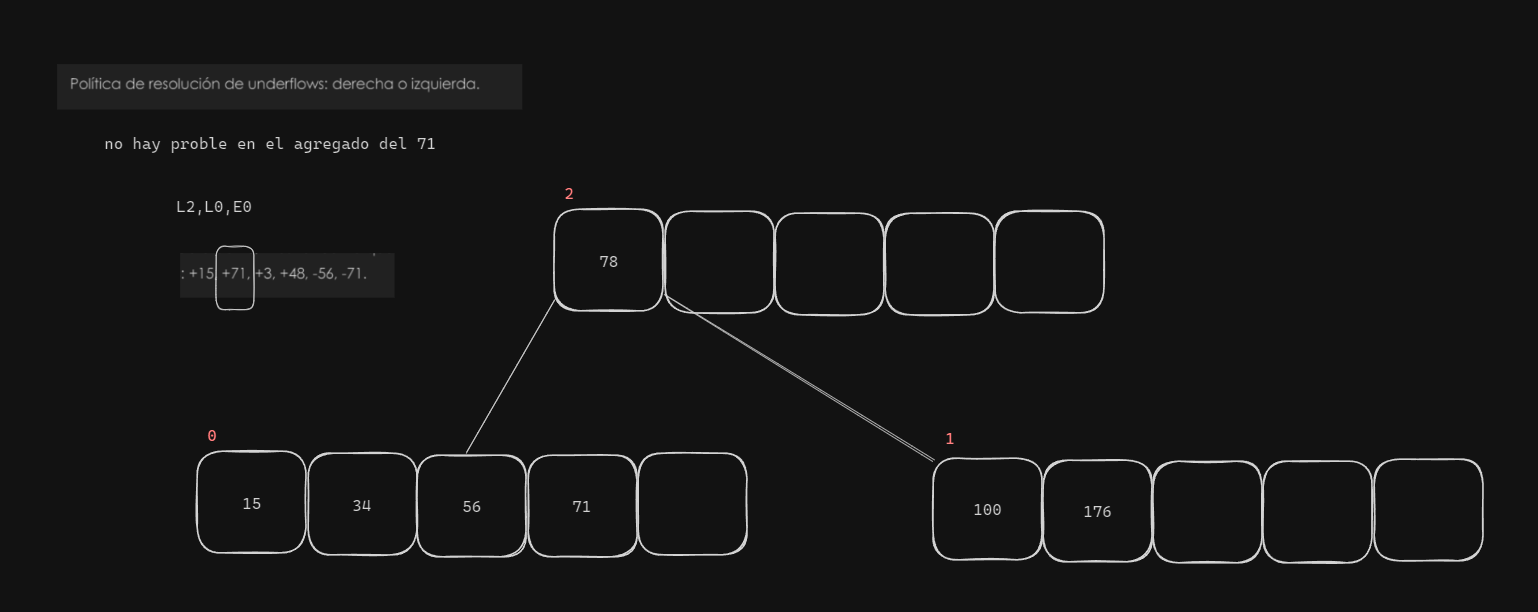 Política de resolución de underflows: derecha o izquierda.
no hay proble en el agregado del 71
L2,L0,E0
: +15, +71, +3, +48, -56, -71.
2
78
0
15 34 56 71
1
100 176